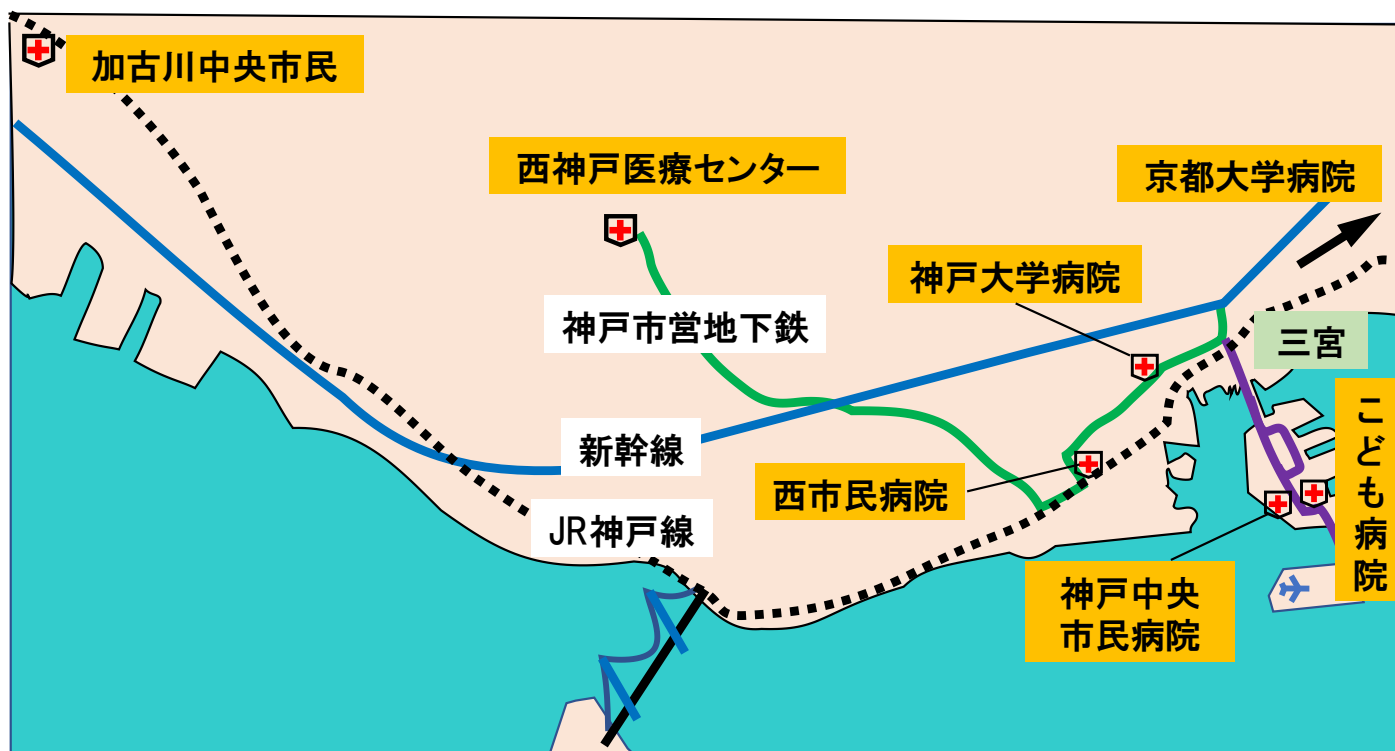 加古川中央市民
西神戸医療センター
京都大学病院
神戸大学病院
神戸市営地下鉄
三宮
こども病院
新幹線
西市民病院
JR神戸線
神戸中央
市民病院